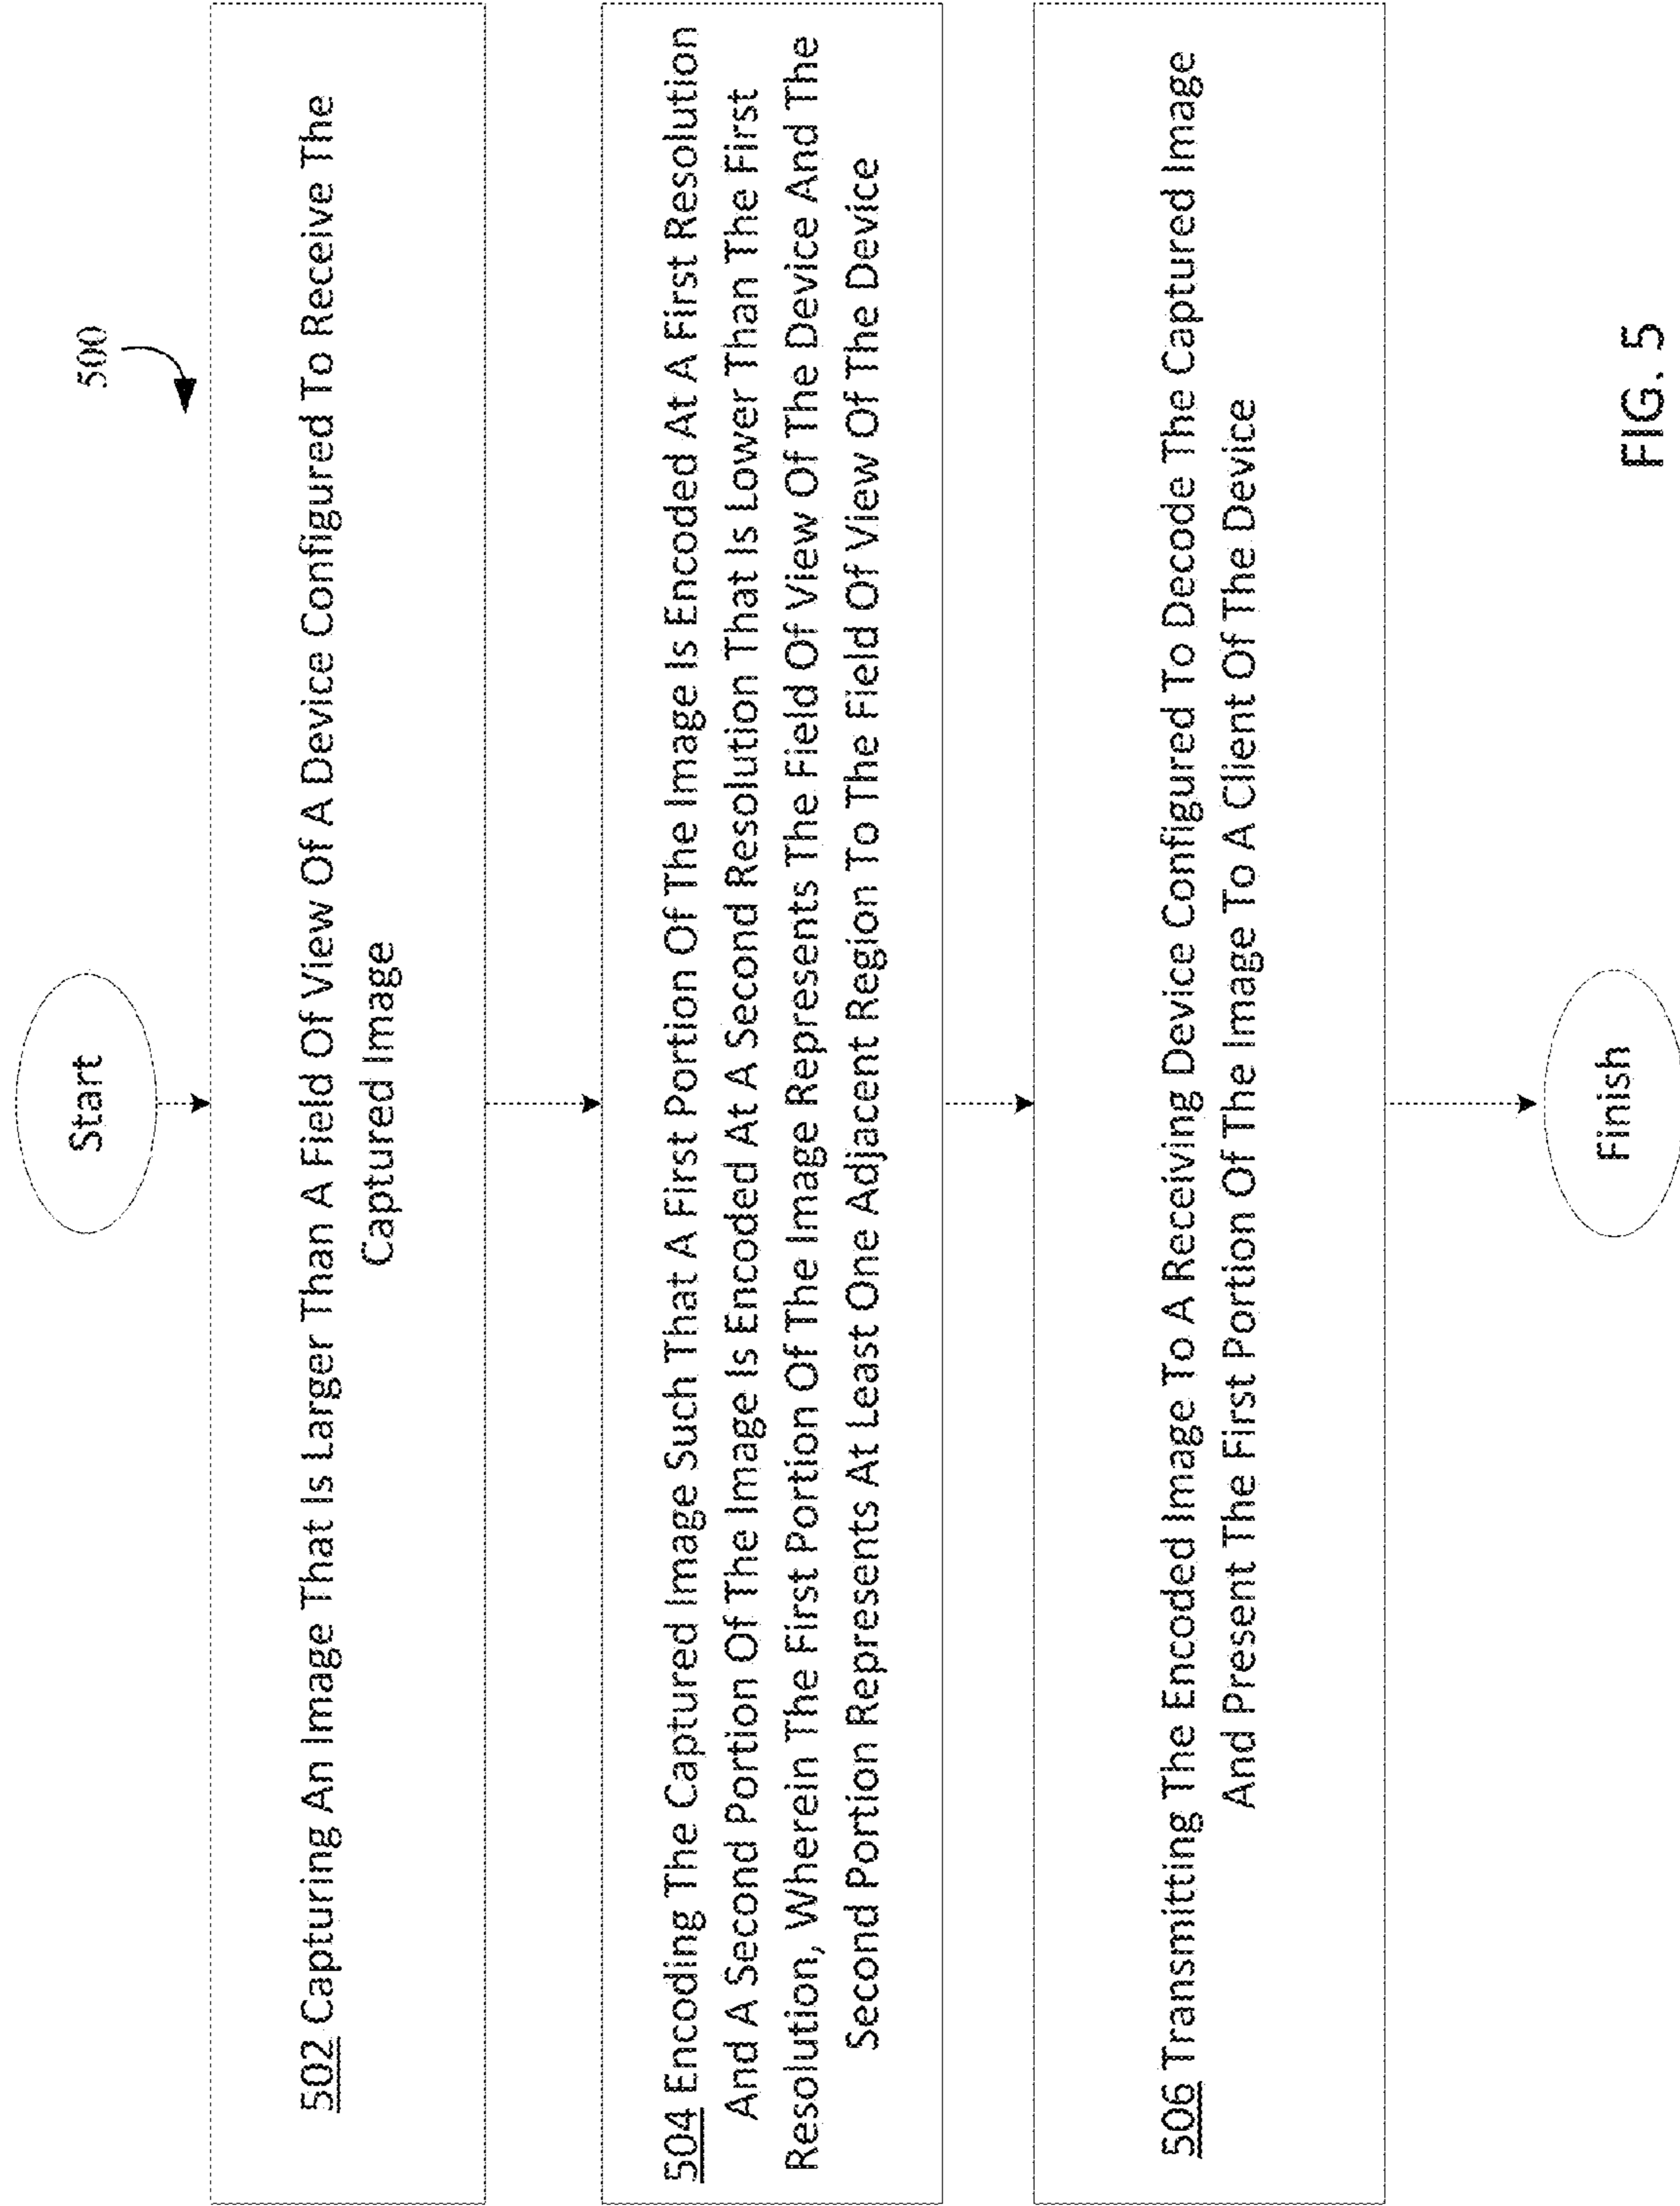 500
Start
502 Capturing An Image That Is Larger Than A Field Of View Of A Device Configured To Receive The
Captured Image
504 Encoding The Captured Image Such That A First Portion Of The Image Is Encoded At A First Resolution
And A Second Portion Of The Image Is Encoded At A Second Resolution That Is Lower Than The First
Resolution, Wherein The First Portion Of The Image Represents The Field Of View Of The Device And The
Second Portion Represents At Least One Adjacent Region To The Field Of View Of The Device
506 Transmitting The Encoded Image To A Receiving Device Configured To Decode The Captured Image
And Present The First Portion Of The Image To A Client Of The Device
Finish
FIG. 5